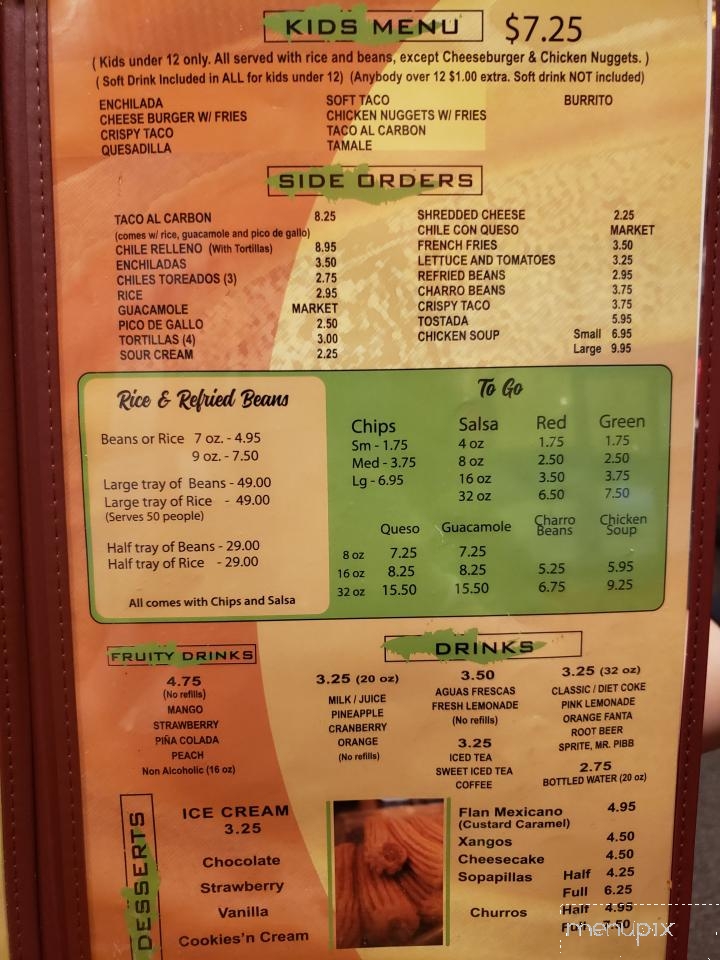 KIDS MENU $7.25
( Kids under 12 only. All served with rice and beans, except Cheeseburger & Chicken Nuggets. )
( Soft Drink Included in ALL for kids under 12) (Anybody over 12 $1.00 extra. Soft drink NOT included)
ENCHILADA
CHEESE BURGER W/ FRIES
CRISPY TACO
QUESADILLA
SOFT TACO
CHICKEN NUGGETS W/ FRIES
TACO AL CARBON
TAMALE
BURRITO
SIDE ORDERS
TACO AL CARBON 8.25
(comes w/ rice, guacamole and pico de gallo)
CHILE RELLENO (With Tortillas) 8.95
ENCHILADAS 3.50
CHILES TOREADOS (3) 2.75
RICE 2.95
GUACAMOLE MARKET
PICO DE GALLO 2.50
TORTILLAS (4) 3.00
SOUR CREAM 2.25
SHREDDED CHEESE 2.25
CHILE CON QUESO MARKET
FRENCH FRIES 3.50
LETTUCE AND TOMATOES 3.25
REFRIED BEANS 2.95
CHARRO BEANS 3.75
CRISPY TACO 3.75
TOSTADA 5.95
CHICKEN SOUP Small 6.95
Large 9.95
Rice & Refried Beans
Beans or Rice 7 oz. - 4.95
9 oz. - 7.50
Large tray of Beans - 49.00
Large tray of Rice - 49.00
(Serves 50 people)
Half tray of Beans - 29.00
Half tray of Rice - 29.00
All comes with Chips and Salsa
To Go
Chips Salsa Red Green
Sm - 1.75 4 oz 1.75 1.75
Med - 3.75 8 oz 2.50 2.50
Lg - 6.95 16 oz 3.50 3.75
32 oz 6.50 7.50
Queso Guacamole Charro Beans Chicken Soup
8 oz 7.25 7.25
16 oz 8.25 8.25 5.25 5.95
32 oz 15.50 15.50 6.75 9.25
FRUITY DRINKS
4.75
(No refills)
MANGO
STRAWBERRY
PIÑA COLADA
PEACH
Non Alcoholic (16 oz)
DRINKS
3.25 (20 oz)
MILK / JUICE
PINEAPPLE
CRANBERRY
ORANGE
(No refills)
3.50
AGUAS FRESCAS
FRESH LEMONADE
(No refills)
3.25
ICED TEA
SWEET ICED TEA
COFFEE
3.25 (32 oz)
CLASSIC / DIET COKE
PINK LEMONADE
ORANGE FANTA
ROOT BEER
SPRITE, MR. PIBB
2.75
BOTTLED WATER (20 oz)
DESSERTS
ICE CREAM
3.25
Chocolate
Strawberry
Vanilla
Cookies'n Cream
Flan Mexicano 4.95
(Custard Caramel)
Xangos 4.50
Cheesecake 4.50
Sopapillas Half 4.25
Full 6.25
Churros Half 4.95
Full 7.50
menupix